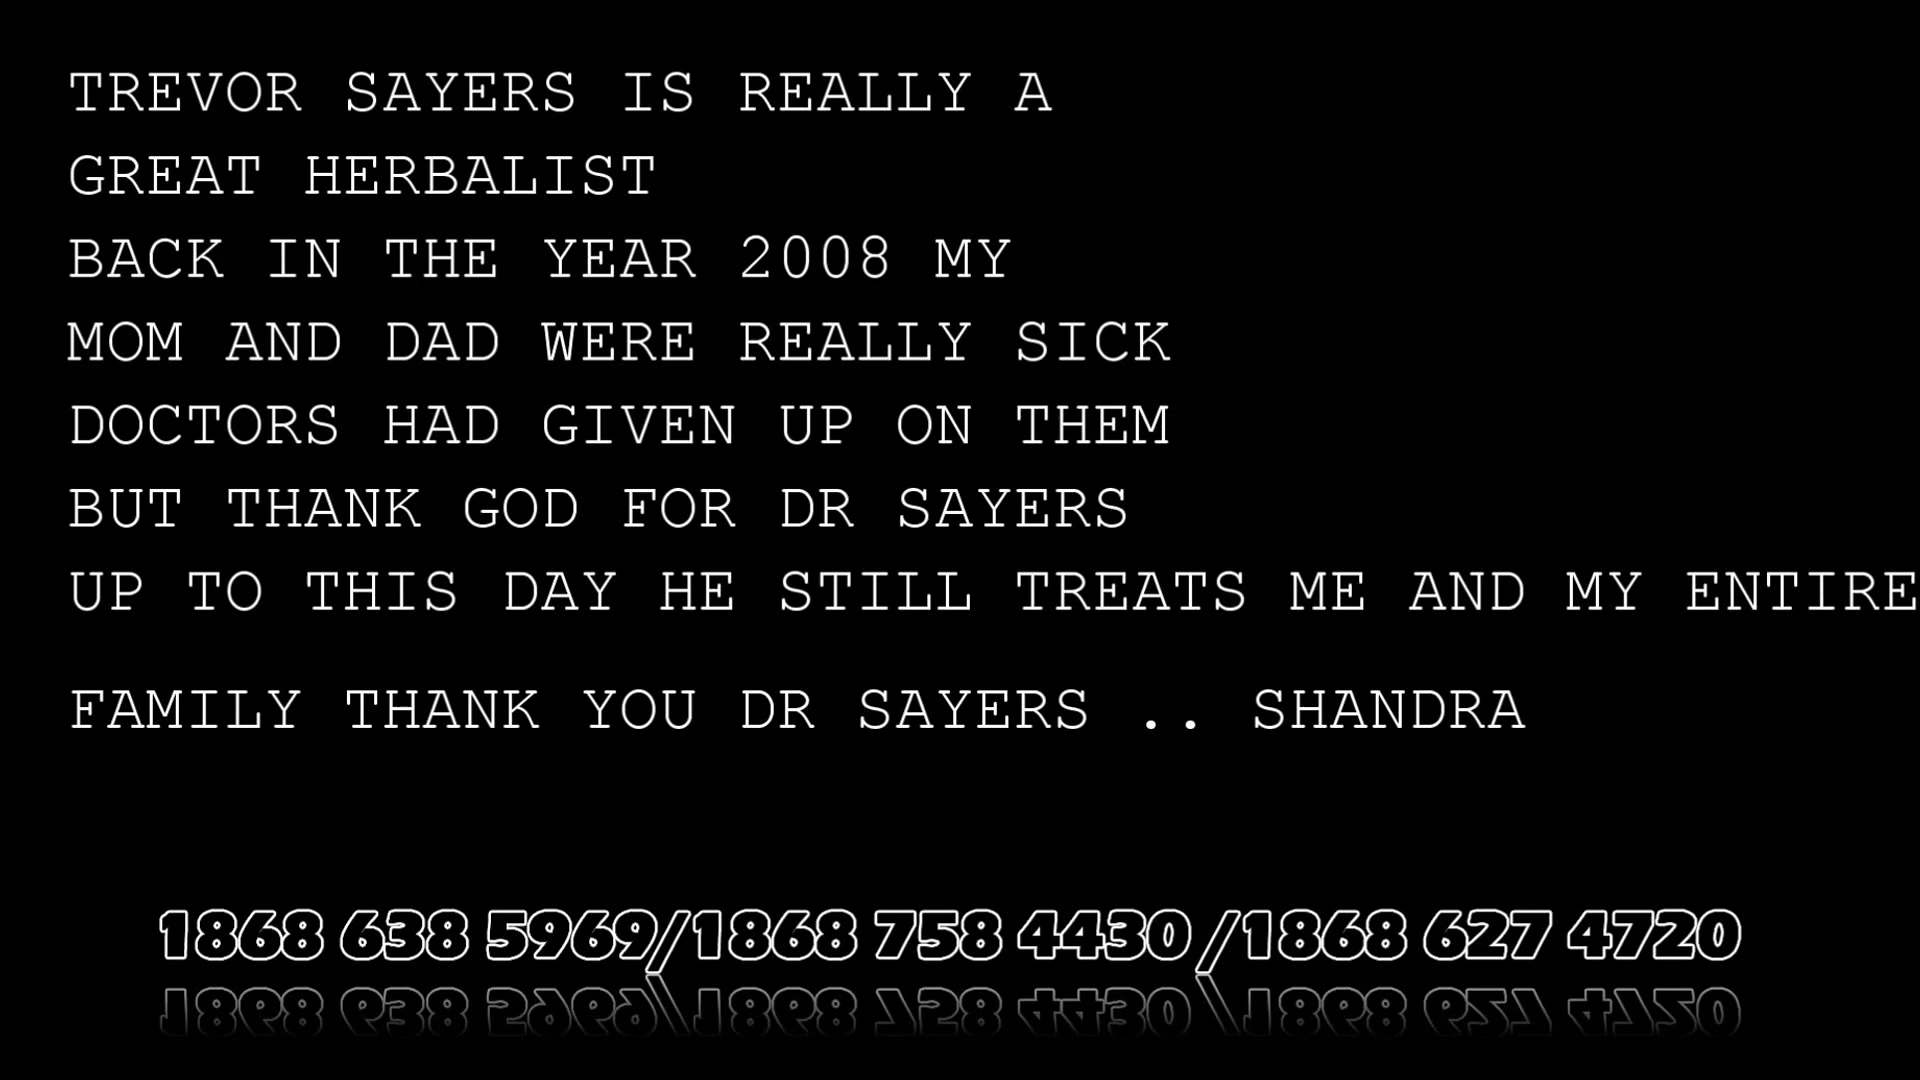 TREVOR SAYERS IS REALLY A
GREAT HERBALIST
BACK IN THE YEAR 2008 MY
MOM AND DAD WERE REALLY SICK
DOCTORS HAD GIVEN UP ON THEM
BUT THANK GOD FOR DR SAYERS
UP TO THIS DAY HE STILL TREATS ME AND MY ENTIRE
FAMILY THANK YOU DR SAYERS .. SHANDRA
1868 638 5969/1868 758 4430 /1868 627 4720